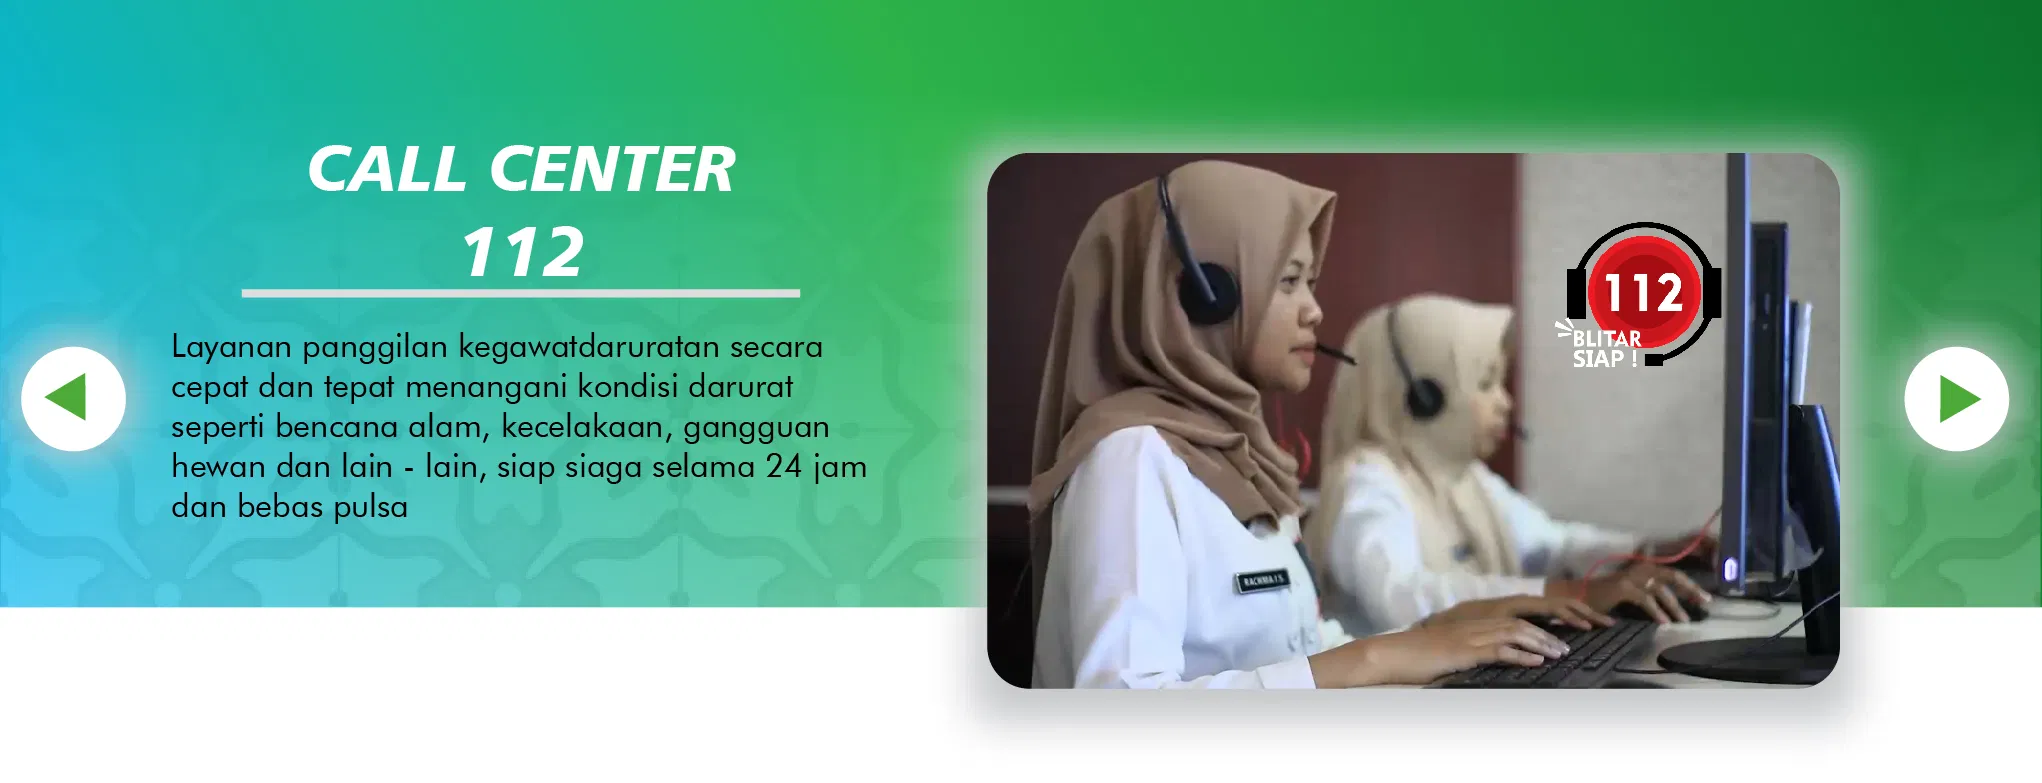 CALL CENTER
112
Layanan panggilan kegawatdaruratan secara
cepat dan tepat menangani kondisi darurat
seperti bencana alam, kecelakaan, gangguan
hewan dan lain - lain, siap siaga selama 24 jam
dan bebas pulsa
112
BLITAR
SIAP !
RACHMA I S.